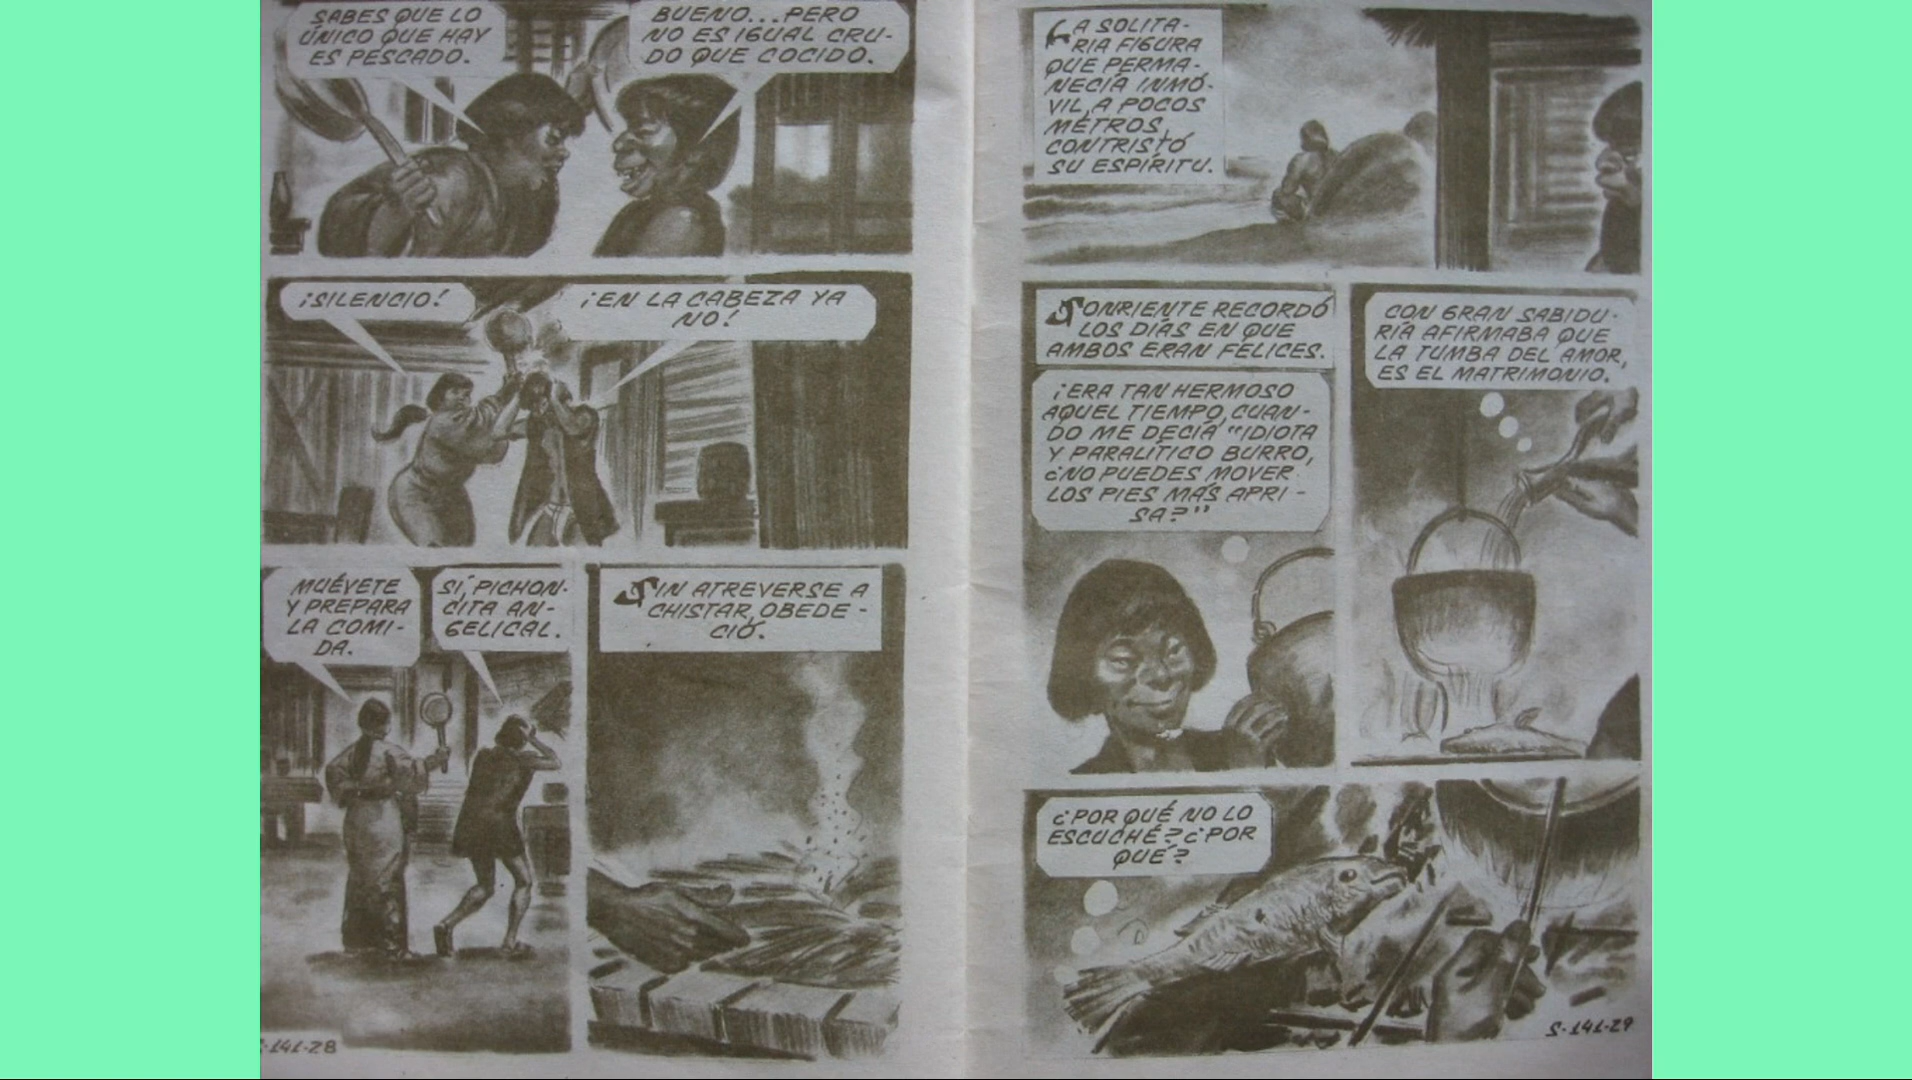 SABES QUE LO
ÚNICO QUE HAY
ES PESCADO.
BUENO...PERO
NO ES IGUAL CRU-
DO QUE COCIDO.
¡SILENCIO!
¡EN LA CABEZA YA
NO!
MUÉVETE
Y PREPARA
LA COMI-
DA.
SÍ, PICHON-
CITA AN-
GELICAL.
SIN ATREVERSE A
CHISTAR, OBEDE-
CIÓ.
-141-28
LA SOLITA-
RIA FIGURA
QUE PERMA-
NECÍA INMÓ-
VIL, A POCOS
METROS,
CONTRISTÓ
SU ESPÍRITU.
SONRIENTE RECORDÓ
LOS DÍAS EN QUE
AMBOS ERAN FELICES.
¡ERA TAN HERMOSO
AQUEL TIEMPO, CUAN-
DO ME DECÍA "IDIOTA
Y PARALÍTICO BURRO,
¿NO PUEDES MOVER
LOS PIES MÁS APRI-
SA?"
CON GRAN SABIDU-
RÍA AFIRMABA QUE
LA TUMBA DEL AMOR,
ES EL MATRIMONIO.
¿POR QUÉ NO LO
ESCUCHÉ? ¿POR
QUÉ?
S-141-29